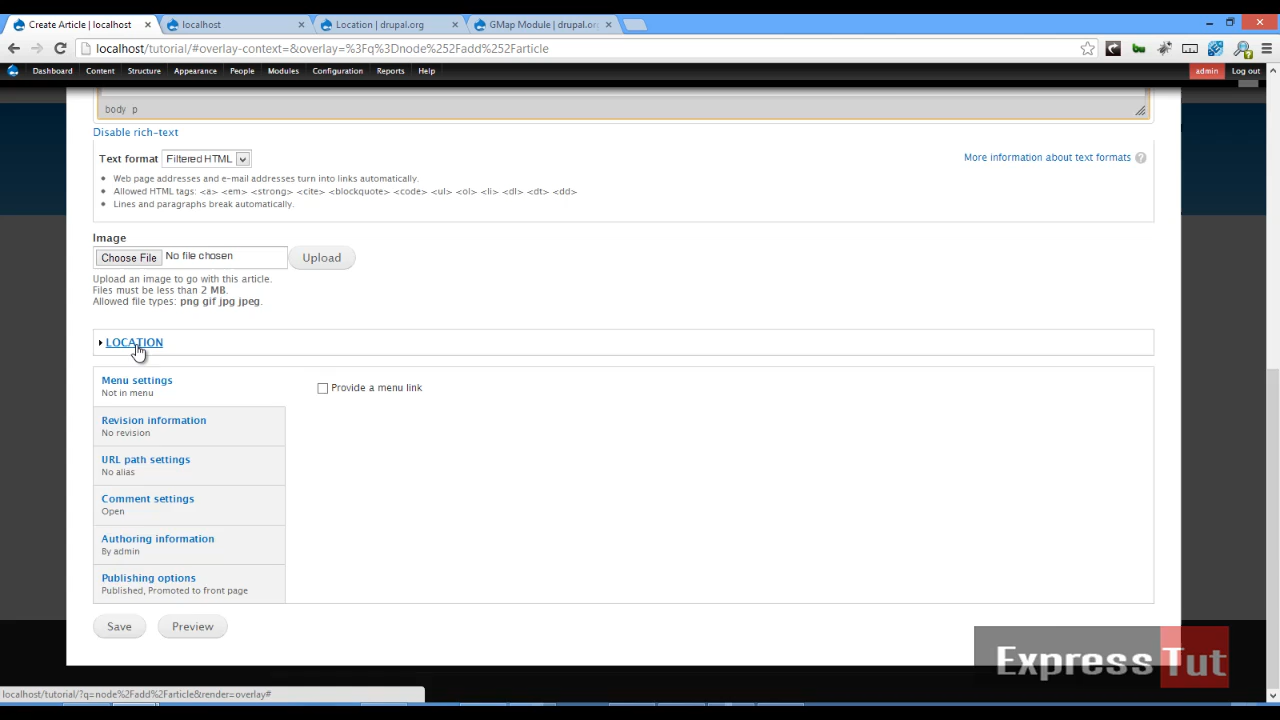 Create Article | localhost
localhost
Location | drupal.org
GMap Module | drupal.or
localhost/tutorial/#overlay-context=&overlay=%3Fq%3Dnode%252Fadd%252Farticle
Dashboard Content Structure Appearance People Modules Configuration Reports Help
admin Log out
body p
Disable rich-text
Text format Filtered HTML
More information about text formats ?
Web page addresses and e-mail addresses turn into links automatically.
Allowed HTML tags: <a> <em> <strong> <cite> <blockquote> <code> <ul> <ol> <li> <dl> <dt> <dd>
Lines and paragraphs break automatically.
Image
Choose File No file chosen Upload
Upload an image to go with this article.
Files must be less than 2 MB.
Allowed file types: png gif jpg jpeg.
LOCATION
Menu settings
Not in menu
Provide a menu link
Revision information
No revision
URL path settings
No alias
Comment settings
Open
Authoring information
By admin
Publishing options
Published, Promoted to front page
Save Preview
Express Tut
localhost/tutorial/?q=node%2Fadd%2Farticle&render=overlay#